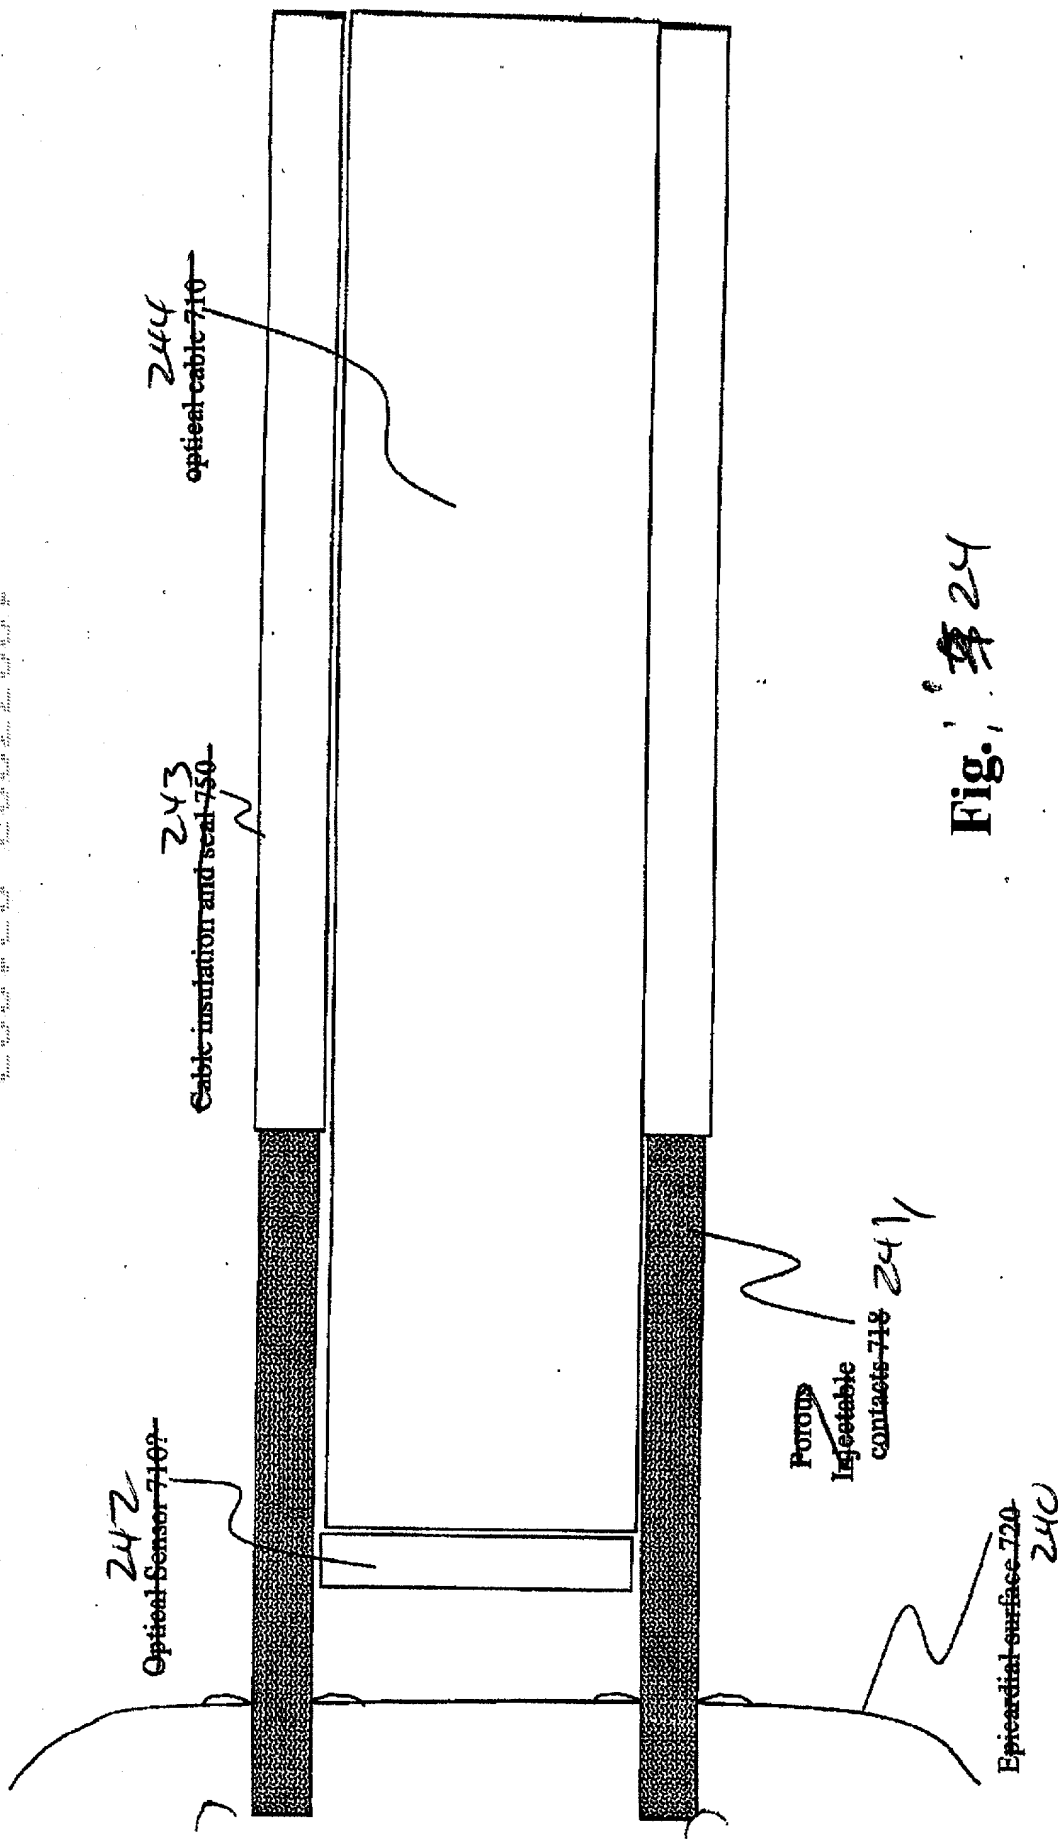 244
optical cable 710
243
Cable insulation and seal 750
242
Optical Sensor 710?
Porous
Injectable
contacts 718 241
Epicardial surface 720
240
Fig. 24